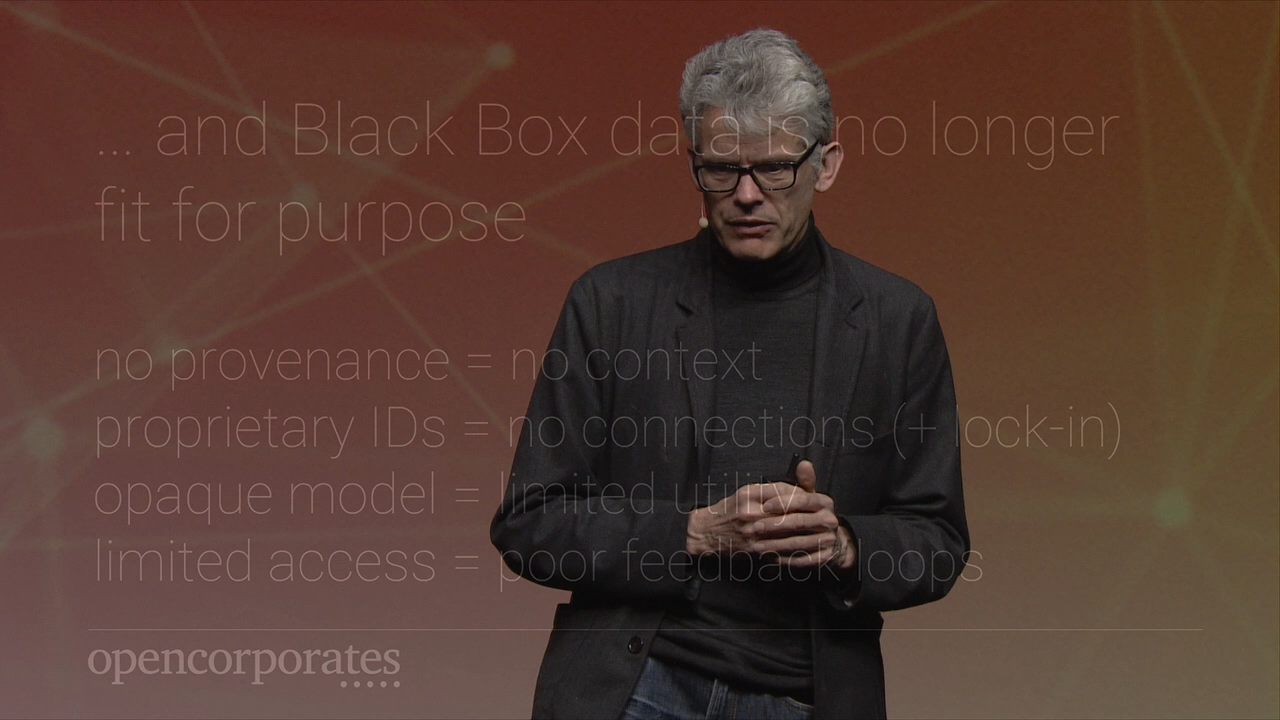 ... and Black Box data is no longer
fit for purpose
no provenance = no context
proprietary IDs = no connections (+ lock-in)
opaque model = limited utility
limited access = poor feedback loops
opencorporates